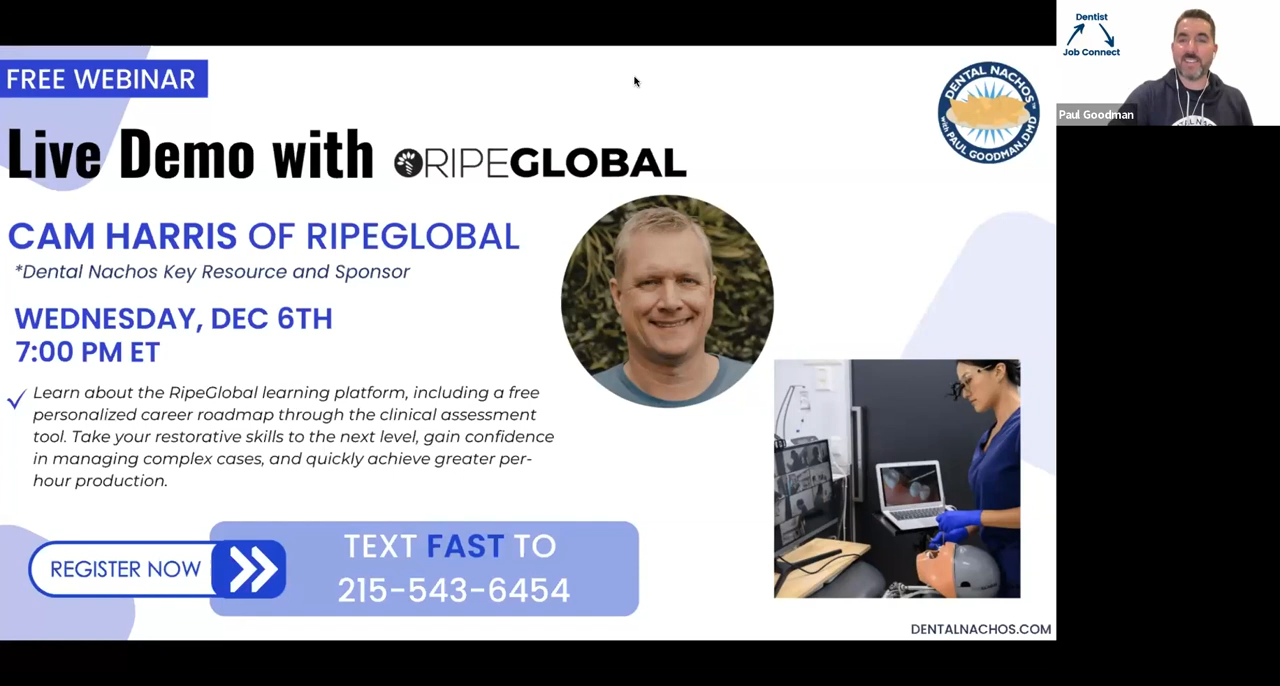 FREE WEBINAR
Live Demo with RIPEGLOBAL
CAM HARRIS OF RIPEGLOBAL
*Dental Nachos Key Resource and Sponsor
WEDNESDAY, DEC 6TH
7:00 PM ET
Learn about the RipeGlobal learning platform, including a free
personalized career roadmap through the clinical assessment
tool. Take your restorative skills to the next level, gain confidence
in managing complex cases, and quickly achieve greater per-
hour production.
REGISTER NOW
TEXT FAST TO
215-543-6454
DENTAL NACHOS
with PAUL GOODMAN, DMD
DENTALNACHOS.COM
Dentist
Job Connect
Paul Goodman